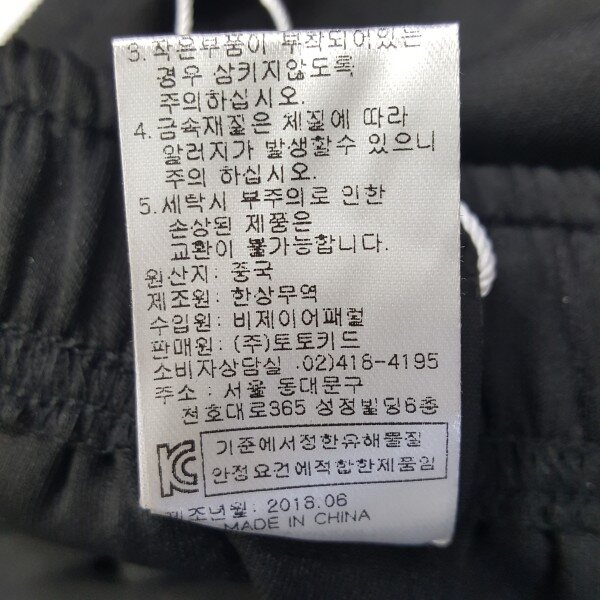 3. 작은부품이 부착되어있는
경우 삼키지않도록
주의하십시오.
4. 금속재질은 체질에 따라
알러지가 발생할수 있으니
주의 하십시오.
5. 세탁시 부주의로 인한
손상된 제품은
교환이 불가능합니다.
원산지: 중국
제조원: 한상무역
수입원: 비제이어패럴
판매원: (주)토토키드
소비자상담실 .02)418-4195
주소 : 서울 동대문구
천호대로365 성정빌딩6층
기준에서정한유해물질
안정요건에적합한제품임
제조년월: 2018.06
MADE IN CHINA